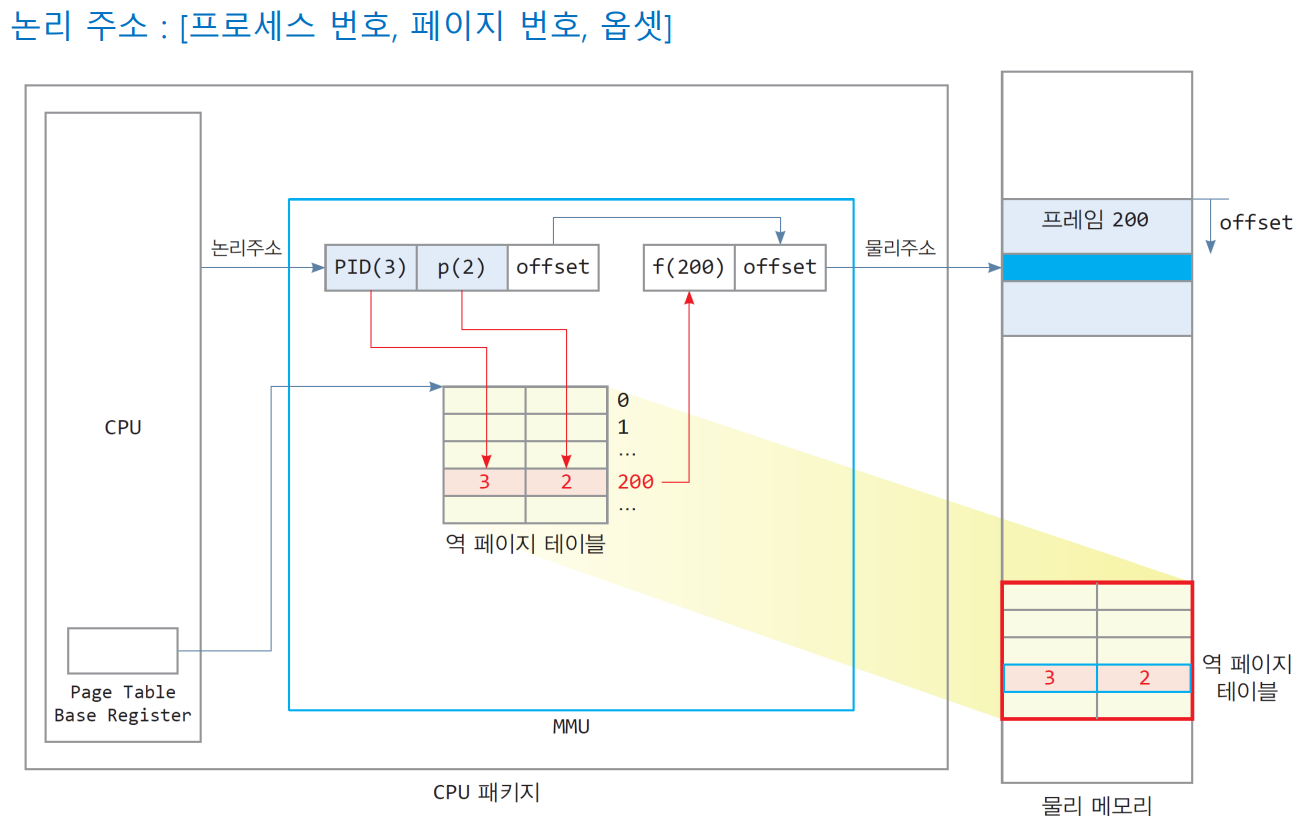 논리 주소 : [프로세스 번호, 페이지 번호, 옵셋]
프레임 200
offset
논리주소
PID(3) p(2) offset
f(200) offset
물리주소
0
1
...
3 2 200
...
역 페이지 테이블
CPU
Page Table
Base Register
MMU
CPU 패키지
3 2
역 페이지
테이블
물리 메모리